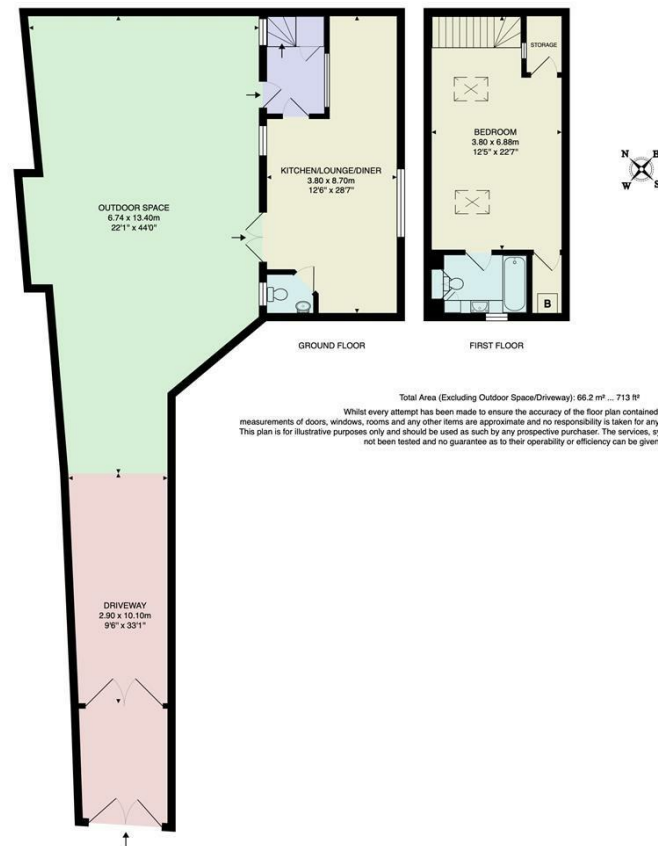 STORAGE
BEDROOM
3.80 x 6.88m
12'5" x 22'7"
N E
W S
KITCHEN/LOUNGE/DINER
3.80 x 8.70m
12'6" x 28'7"
OUTDOOR SPACE
6.74 x 13.40m
22'1" x 44'0"
B
GROUND FLOOR
FIRST FLOOR
Total Area (Excluding Outdoor Space/Driveway): 66.2 m² ... 713 ft²
Whilst every attempt has been made to ensure the accuracy of the floor plan contained
measurements of doors, windows, rooms and any other items are approximate and no responsibility is taken for any
This plan is for illustrative purposes only and should be used as such by any prospective purchaser. The services,
not been tested and no guarantee as to their operability or efficiency can be given
DRIVEWAY
2.90 x 10.10m
9'6" x 33'1"